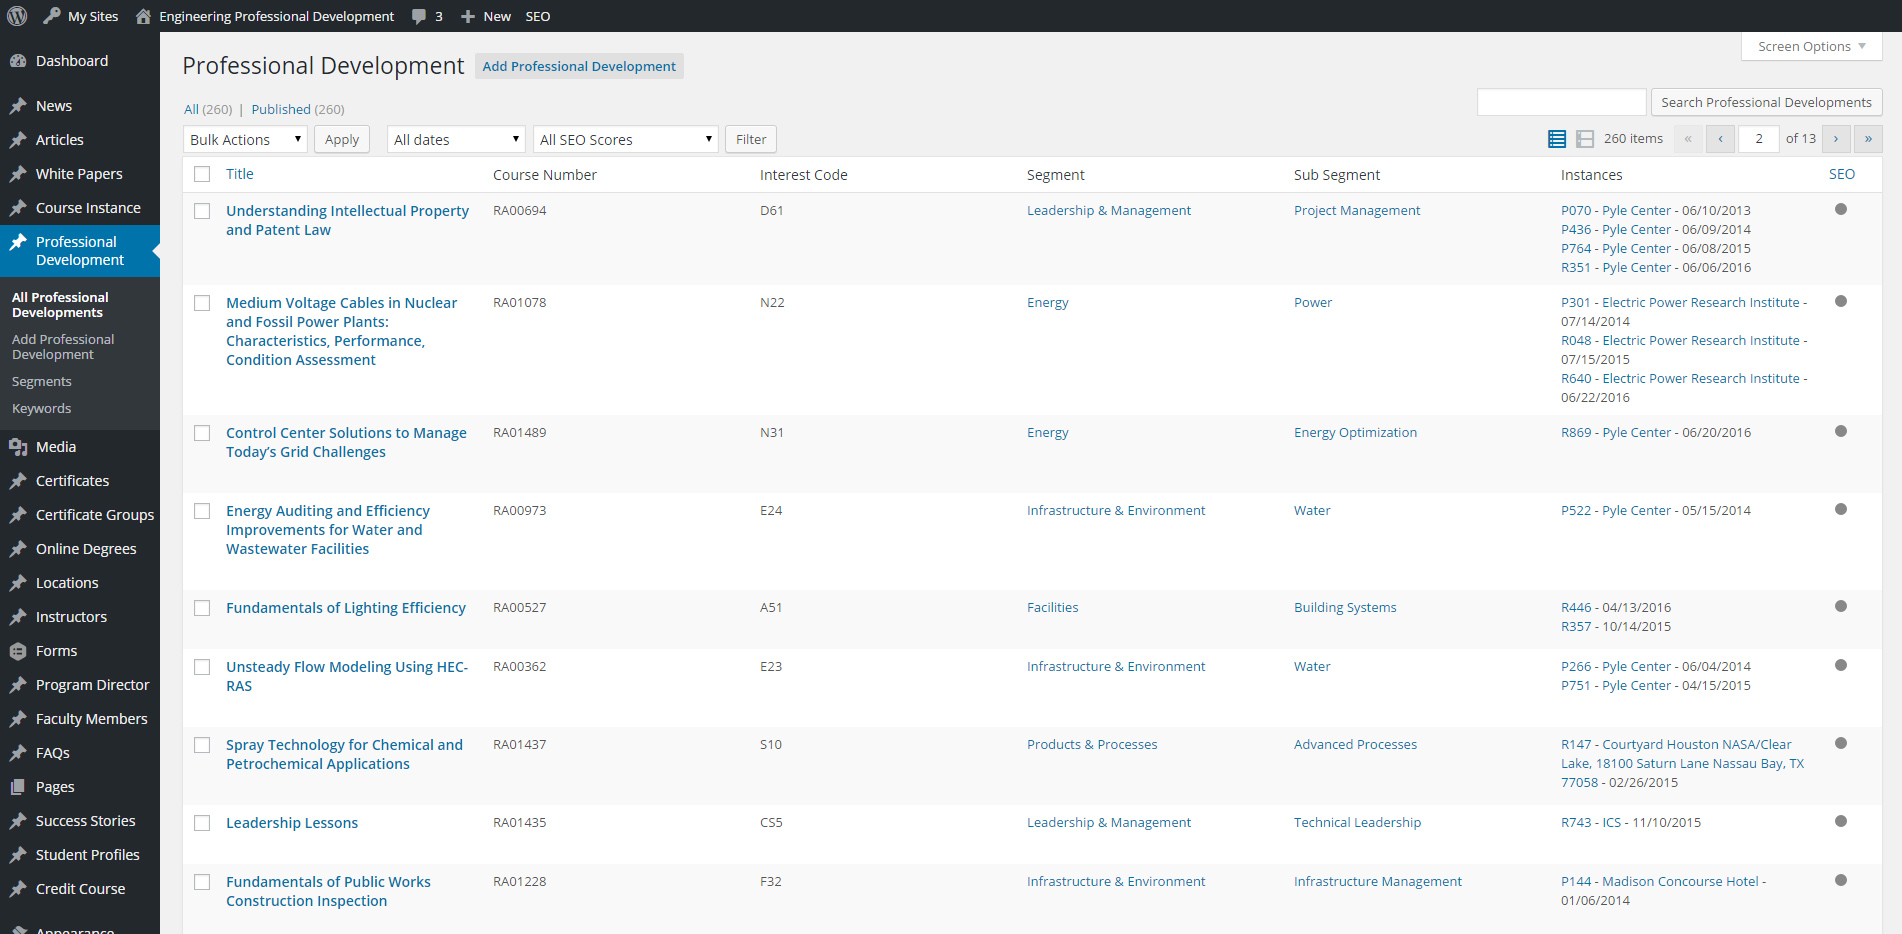 My Sites Engineering Professional Development 3 New SEO
Dashboard
News
Articles
White Papers
Course Instance
Professional
Development
All Professional
Developments
Add Professional
Development
Segments
Keywords
Media
Certificates
Certificate Groups
Online Degrees
Locations
Instructors
Forms
Program Director
Faculty Members
FAQs
Pages
Success Stories
Student Profiles
Credit Course
Appearance
Screen Options
Professional Development Add Professional Development
All (260) | Published (260)
Search Professional Developments
Bulk Actions Apply All dates All SEO Scores Filter 260 items « ‹ 2 of 13 › »
Title Course Number Interest Code Segment Sub Segment Instances SEO
Understanding Intellectual Property RA00694 D61 Leadership & Management Project Management P070 - Pyle Center - 06/10/2013
and Patent Law P436 - Pyle Center - 06/09/2014
P764 - Pyle Center - 06/08/2015
R351 - Pyle Center - 06/06/2016
Medium Voltage Cables in Nuclear RA01078 N22 Energy Power P301 - Electric Power Research Institute -
and Fossil Power Plants: 07/14/2014
Characteristics, Performance, R048 - Electric Power Research Institute -
Condition Assessment 07/15/2015
R640 - Electric Power Research Institute -
06/22/2016
Control Center Solutions to Manage RA01489 N31 Energy Energy Optimization R869 - Pyle Center - 06/20/2016
Today’s Grid Challenges
Energy Auditing and Efficiency RA00973 E24 Infrastructure & Environment Water P522 - Pyle Center - 05/15/2014
Improvements for Water and
Wastewater Facilities
Fundamentals of Lighting Efficiency RA00527 A51 Facilities Building Systems R446 - 04/13/2016
R357 - 10/14/2015
Unsteady Flow Modeling Using HEC- RA00362 E23 Infrastructure & Environment Water P266 - Pyle Center - 06/04/2014
RAS P751 - Pyle Center - 04/15/2015
Spray Technology for Chemical and RA01437 S10 Products & Processes Advanced Processes R147 - Courtyard Houston NASA/Clear
Petrochemical Applications Lake, 18100 Saturn Lane Nassau Bay, TX
77058 - 02/26/2015
Leadership Lessons RA01435 CS5 Leadership & Management Technical Leadership R743 - ICS - 11/10/2015
Fundamentals of Public Works RA01228 F32 Infrastructure & Environment Infrastructure Management P144 - Madison Concourse Hotel -
Construction Inspection 01/06/2014